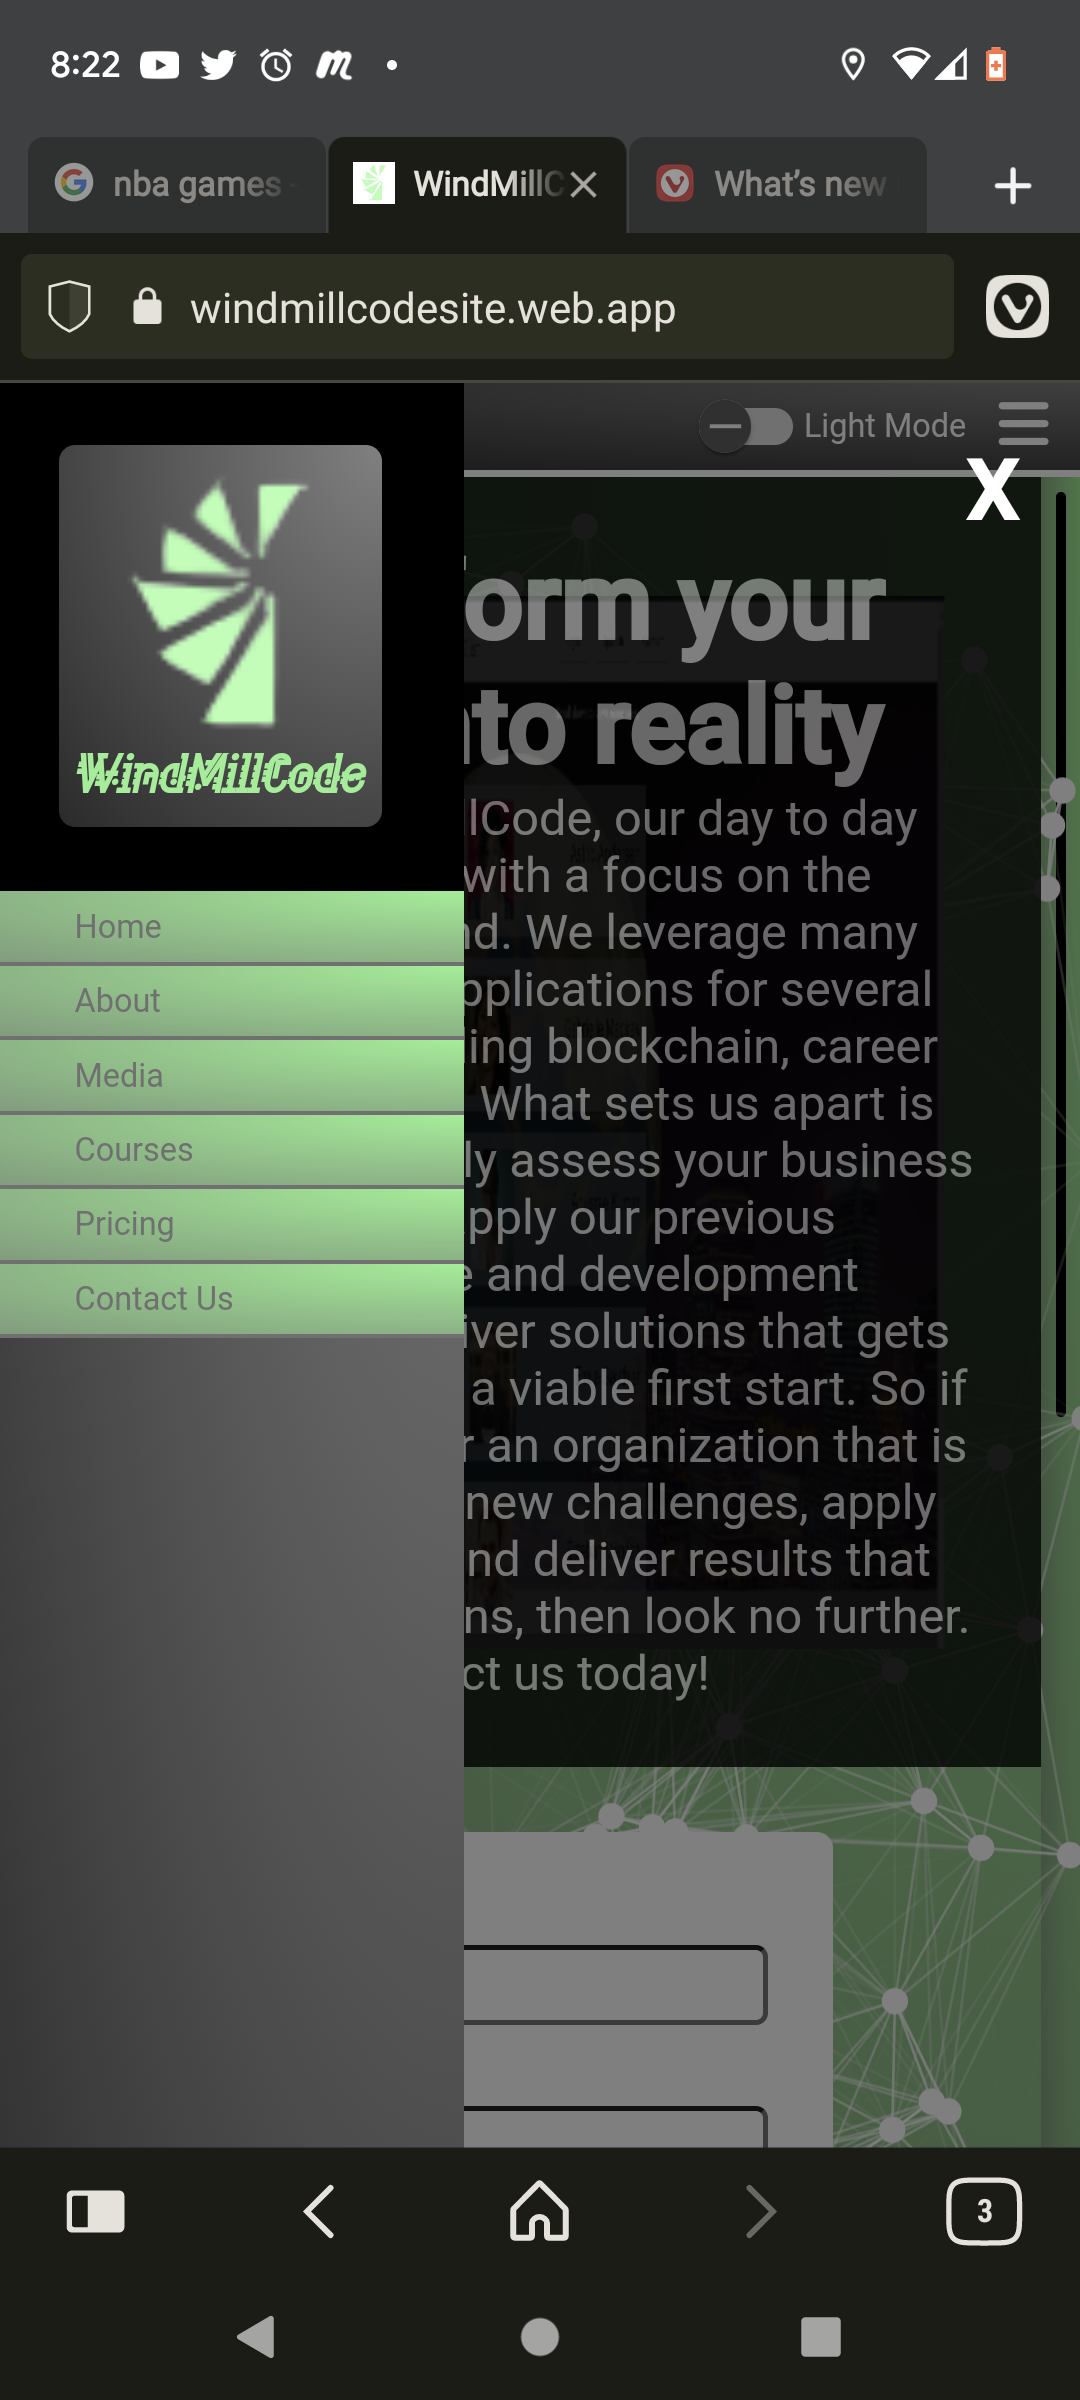 8:22
nba games -
WindMillC
What's new
windmillcodesite.web.app
Light Mode
X
WindMillCode
orm your
to reality
lCode, our day to day
with a focus on the
nd. We leverage many
pplications for several
ing blockchain, career
What sets us apart is
ly assess your business
pply our previous
e and development
iver solutions that gets
a viable first start. So if
r an organization that is
new challenges, apply
nd deliver results that
ns, then look no further.
ct us today!
Home
About
Media
Courses
Pricing
Contact Us
3